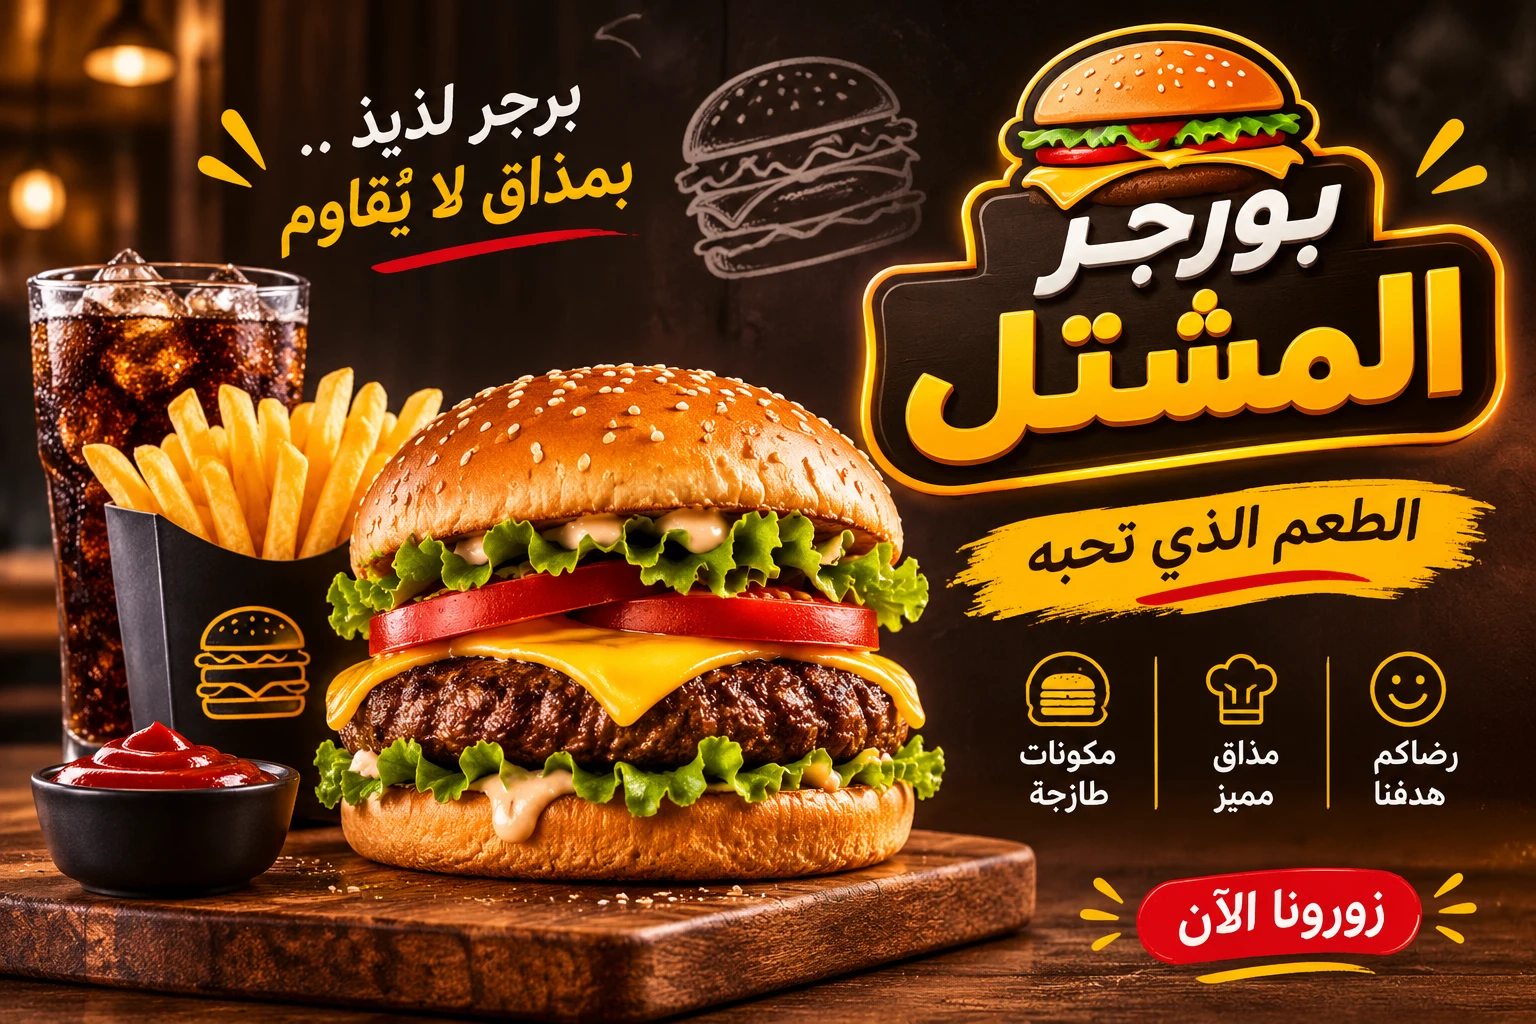 برجر لذيذ ..
بمذاق لا يُقاوم
بورجر
المشتل
الطعم الذي تحبه
رضاكم
هدفنا
مذاق
مميز
مكونات
طازجة
زورونا الآن